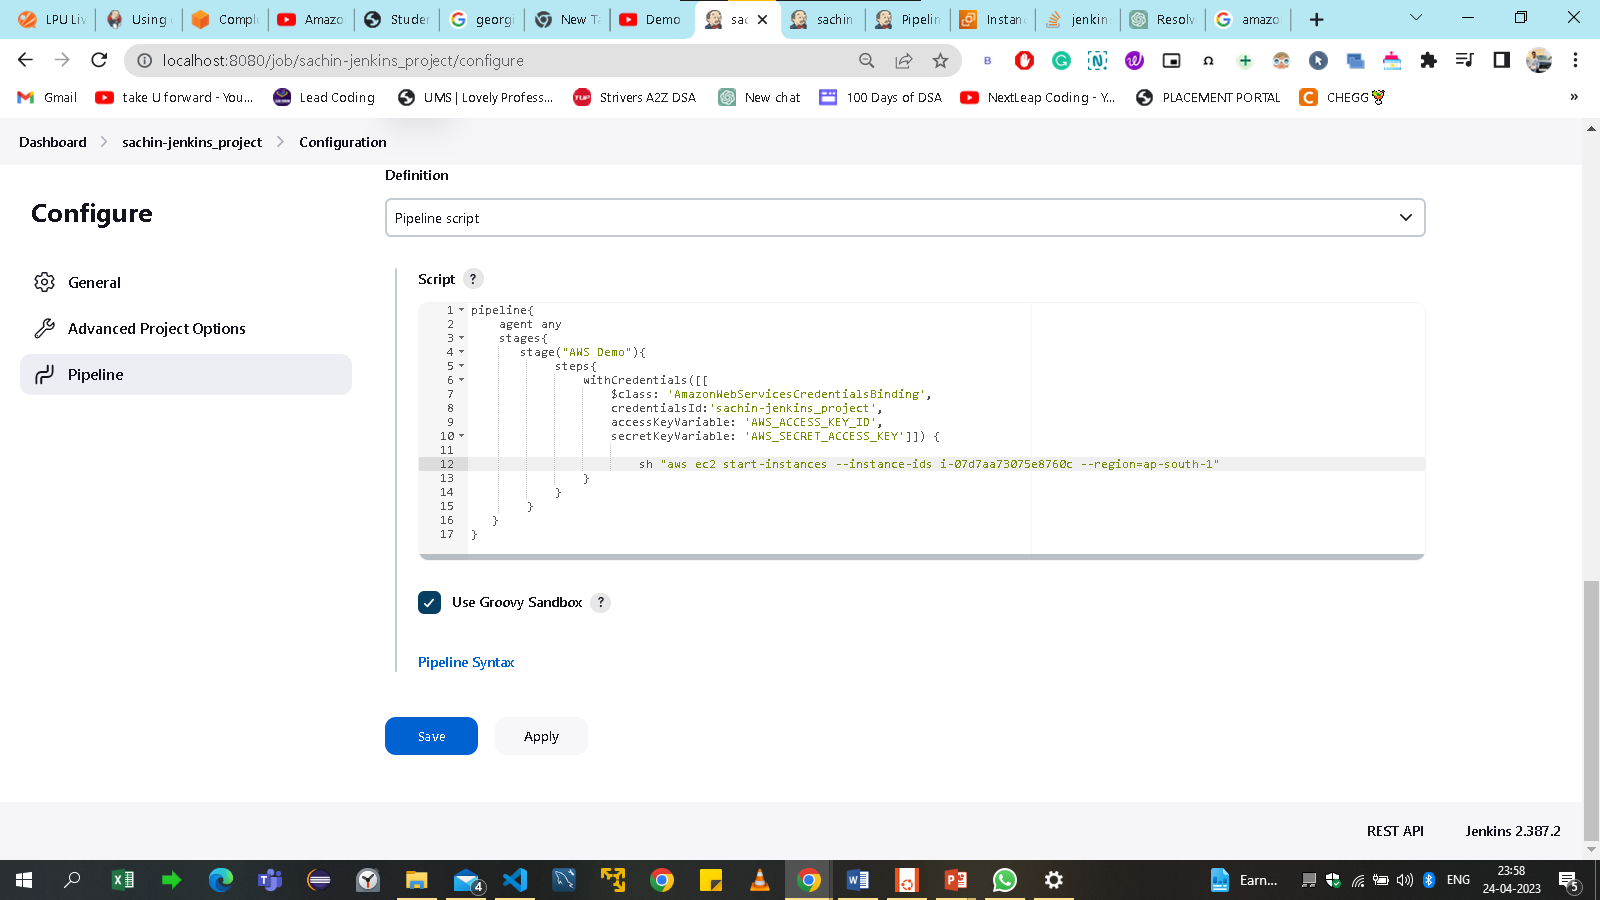 LPU Liv
Using
Compl
Amazo
Studer
georgi
New T
Demo
sac
sachin
Pipelin
Instan
jenkin
Resolv
amazo
localhost:8080/job/sachin-jenkins_project/configure
Gmail
take U forward - You...
Lead Coding
UMS | Lovely Profess...
Strivers A2Z DSA
New chat
100 Days of DSA
NextLeap Coding - Y...
PLACEMENT PORTAL
CHEGG
»
Dashboard
sachin-jenkins_project
Configuration
Configure
General
Advanced Project Options
Pipeline
Definition
Pipeline script
Script ?
1 pipeline{
2 agent any
3 stages{
4 stage("AWS Demo"){
5 steps{
6 withCredentials([[
7 $class: 'AmazonWebServicesCredentialsBinding',
8 credentialsId:'sachin-jenkins_project',
9 accessKeyVariable: 'AWS_ACCESS_KEY_ID',
10 secretKeyVariable: 'AWS_SECRET_ACCESS_KEY']]) {
11
12 sh "aws ec2 start-instances --instance-ids i-07d7aa73075e8760c --region=ap-south-1"
13 }
14 }
15 }
16 }
17 }
Use Groovy Sandbox ?
Pipeline Syntax
Save
Apply
REST API
Jenkins 2.387.2
4
Earn...
ENG
23:58
24-04-2023
5